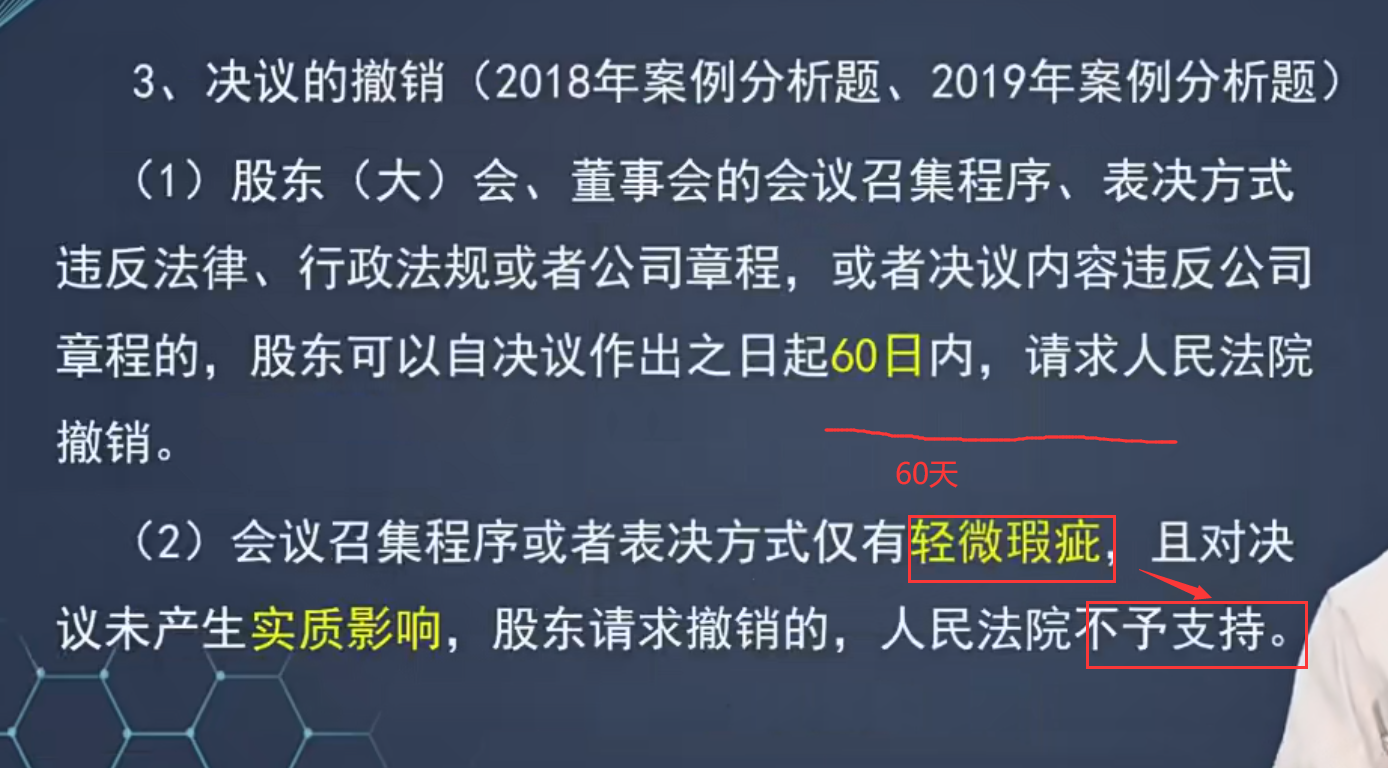 3、决议的撤销（2018年案例分析题、2019年案例分析题）
（1）股东（大）会、董事会的会议召集程序、表决方式
违反法律、行政法规或者公司章程，或者决议内容违反公司
章程的，股东可以自决议作出之日起60日内，请求人民法院
撤销。
60天
（2）会议召集程序或者表决方式仅有轻微瑕疵，且对决
议未产生实质影响，股东请求撤销的，人民法院不予支持。